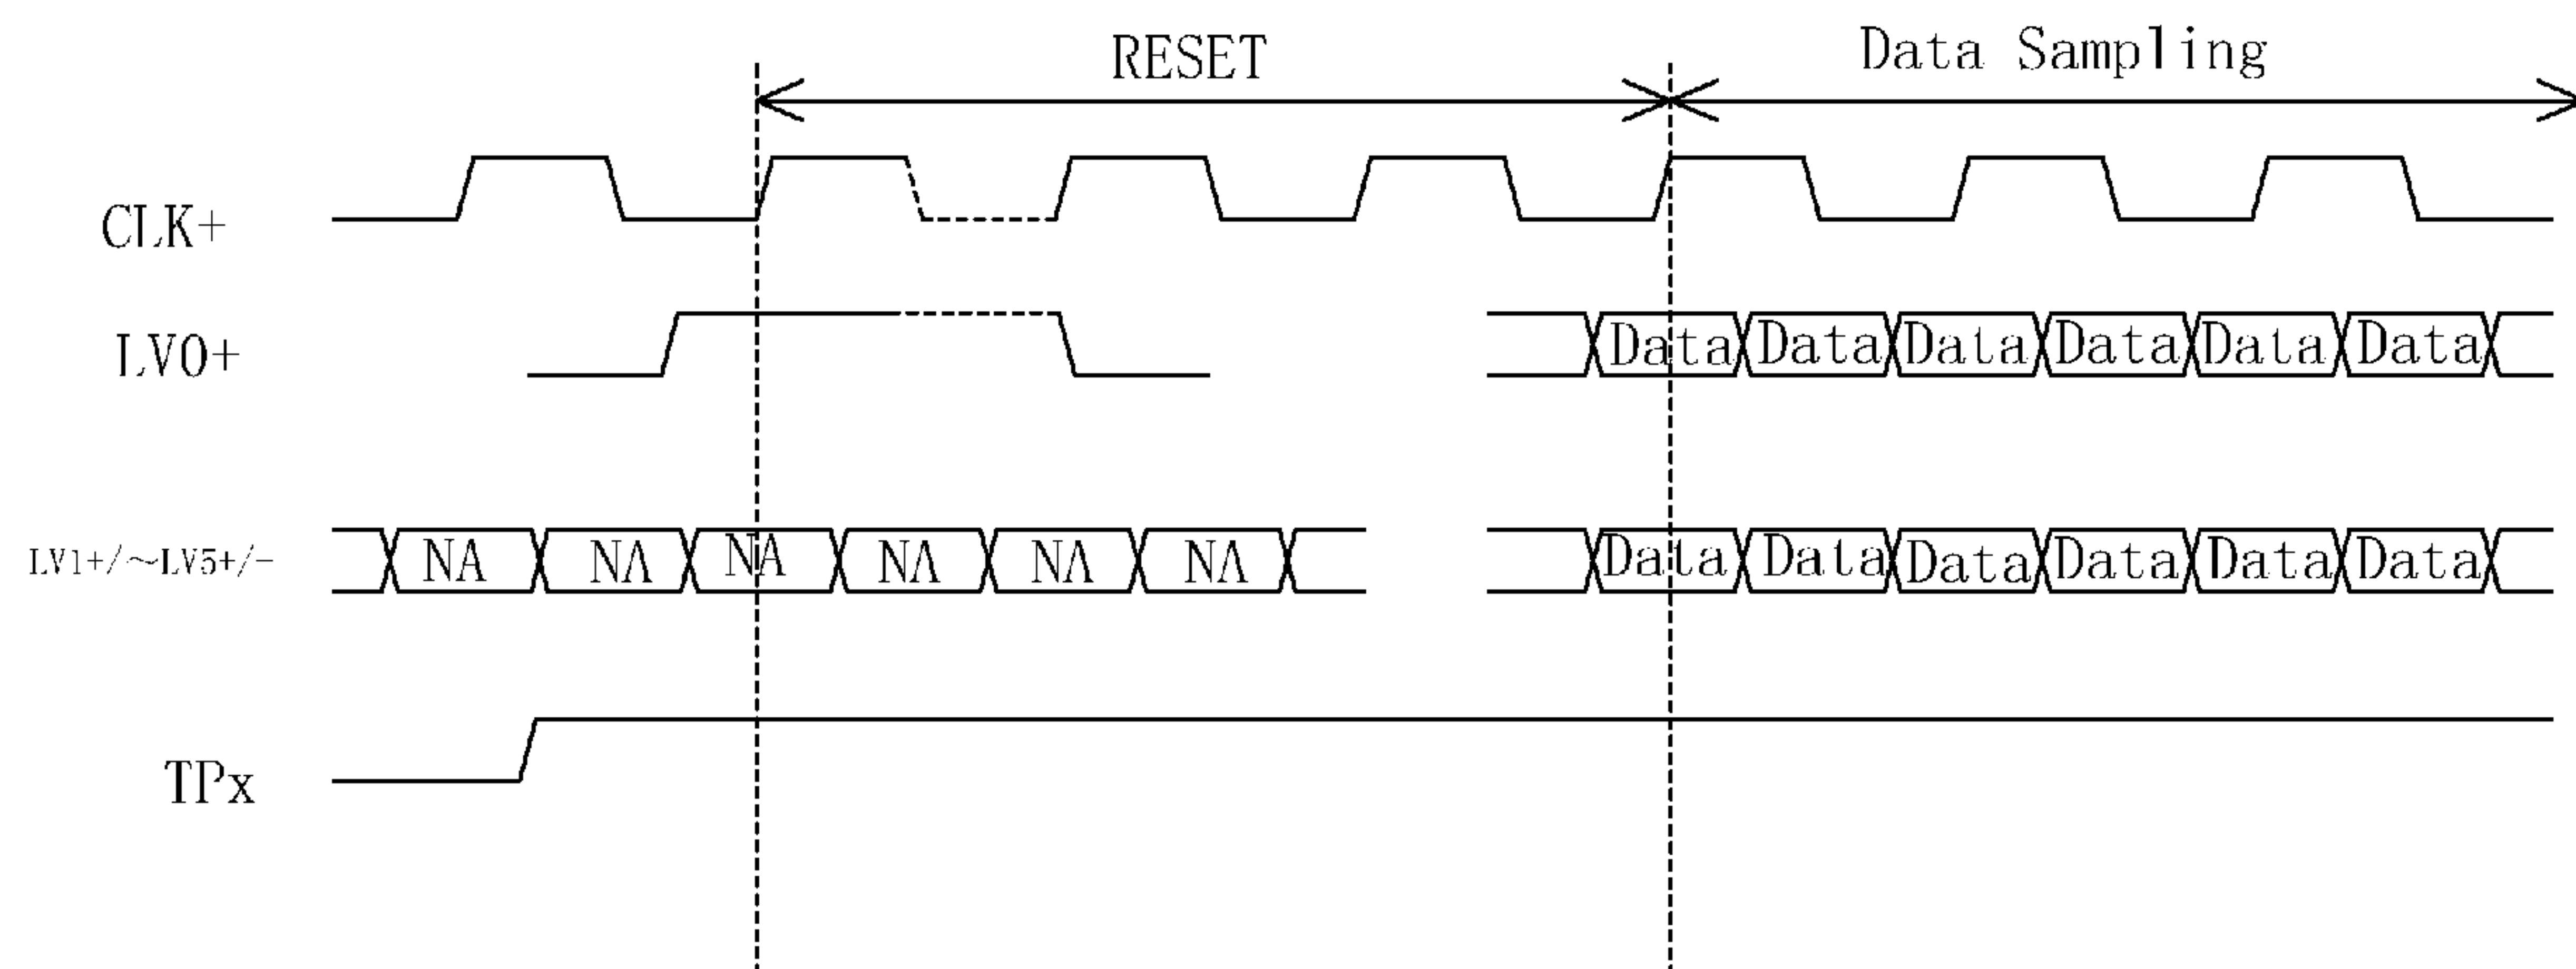 RESET
Data Sampling
CLK+
LV0+
Data Data Data Data Data Data
LV1+/~LV5+/-
NA NA NA NA NA NA
Data Data Data Data Data Data
TPx